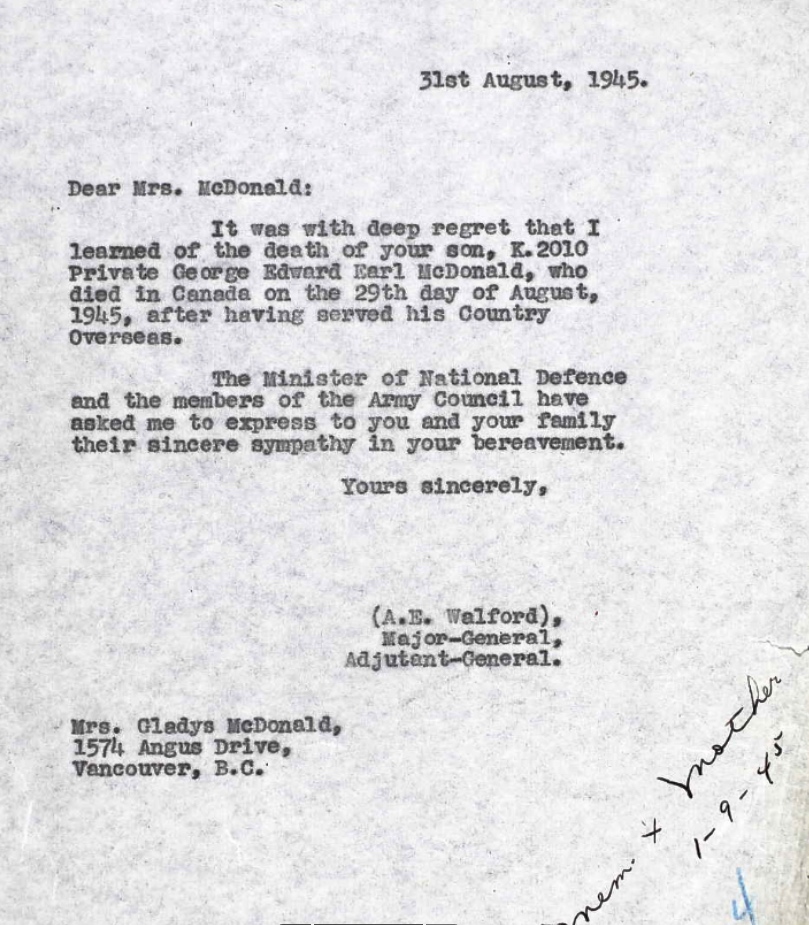 31st August, 1945.
Dear Mrs. McDonald:
It was with deep regret that I
learned of the death of your son, K.2010
Private George Edward Earl McDonald, who
died in Canada on the 29th day of August,
1945, after having served his Country
Overseas.
The Minister of National Defence
and the members of the Army Council have
asked me to express to you and your family
their sincere sympathy in your bereavement.
Yours sincerely,
(A.E. Walford),
Major-General,
Adjutant-General.
Mrs. Gladys McDonald,
1574 Angus Drive,
Vancouver, B.C.
+ Mother
1-9-45
4